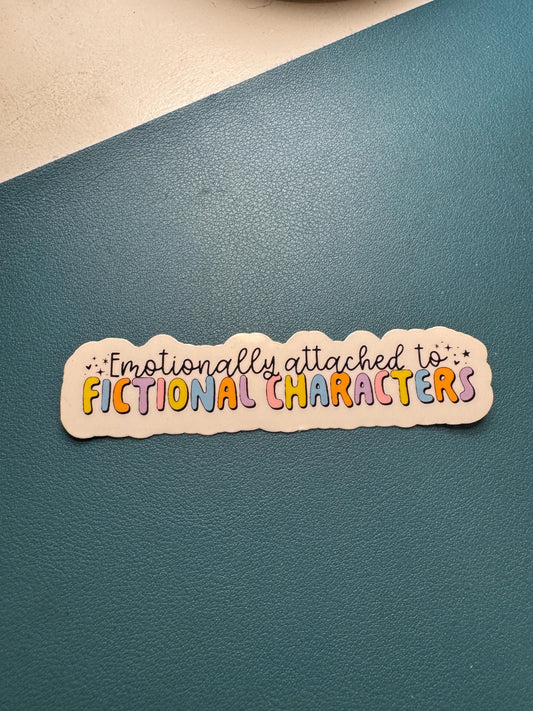 Emotionally attached to
FICTIONAL CHARACTERS